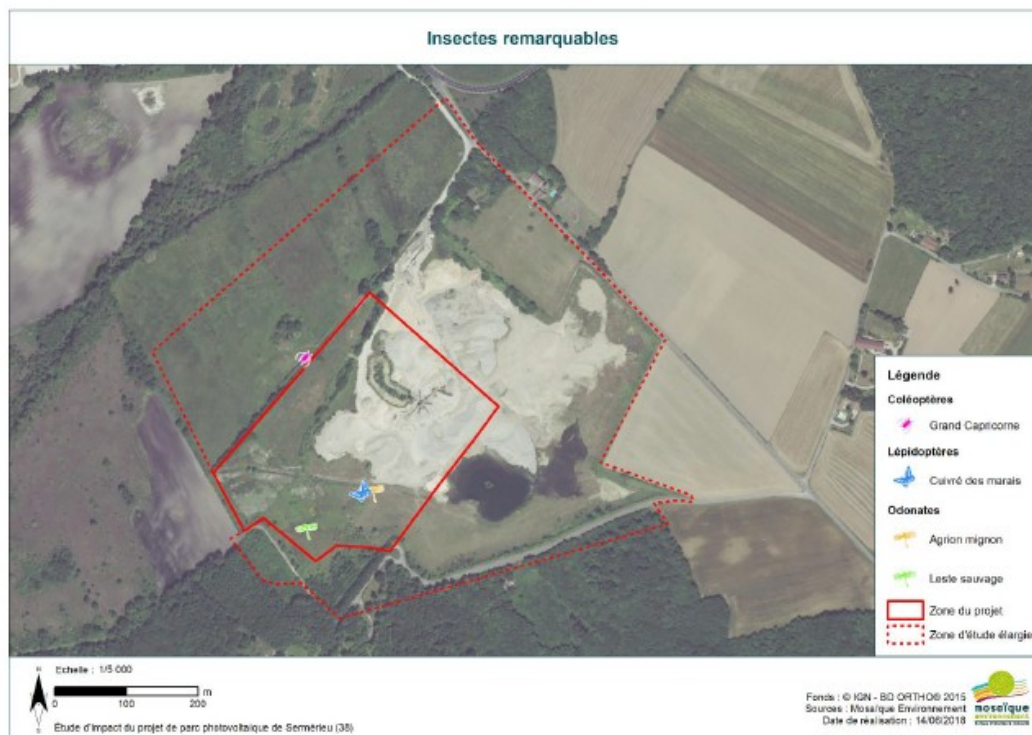 Insectes remarquables
Légende
Coléoptères
Grand Capricorne
Lépidoptères
Cuivré des marais
Odonates
Agrion mignon
Leste sauvage
Zone du projet
Zone d'étude élargie
N
Echelle : 1/5 000
0 100 200 m
Étude d'impact du projet de parc photovoltaïque de Sermérieu (38)
Fonds : © IGN - BD ORTHO® 2015
Sources : Mosaïque Environnement
Date de réalisation : 14/06/2018
mosaïque